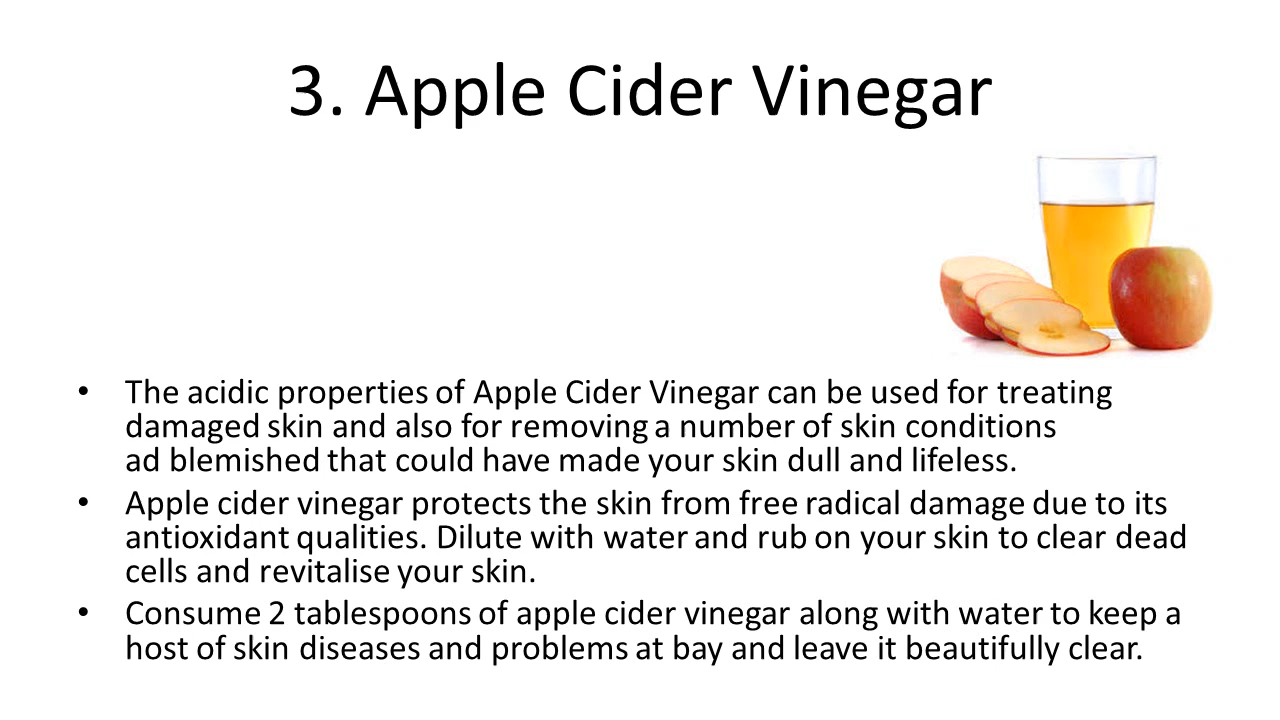 3. Apple Cider Vinegar
• The acidic properties of Apple Cider Vinegar can be used for treating
damaged skin and also for removing a number of skin conditions
ad blemished that could have made your skin dull and lifeless.
• Apple cider vinegar protects the skin from free radical damage due to its
antioxidant qualities. Dilute with water and rub on your skin to clear dead
cells and revitalise your skin.
• Consume 2 tablespoons of apple cider vinegar along with water to keep a
host of skin diseases and problems at bay and leave it beautifully clear.